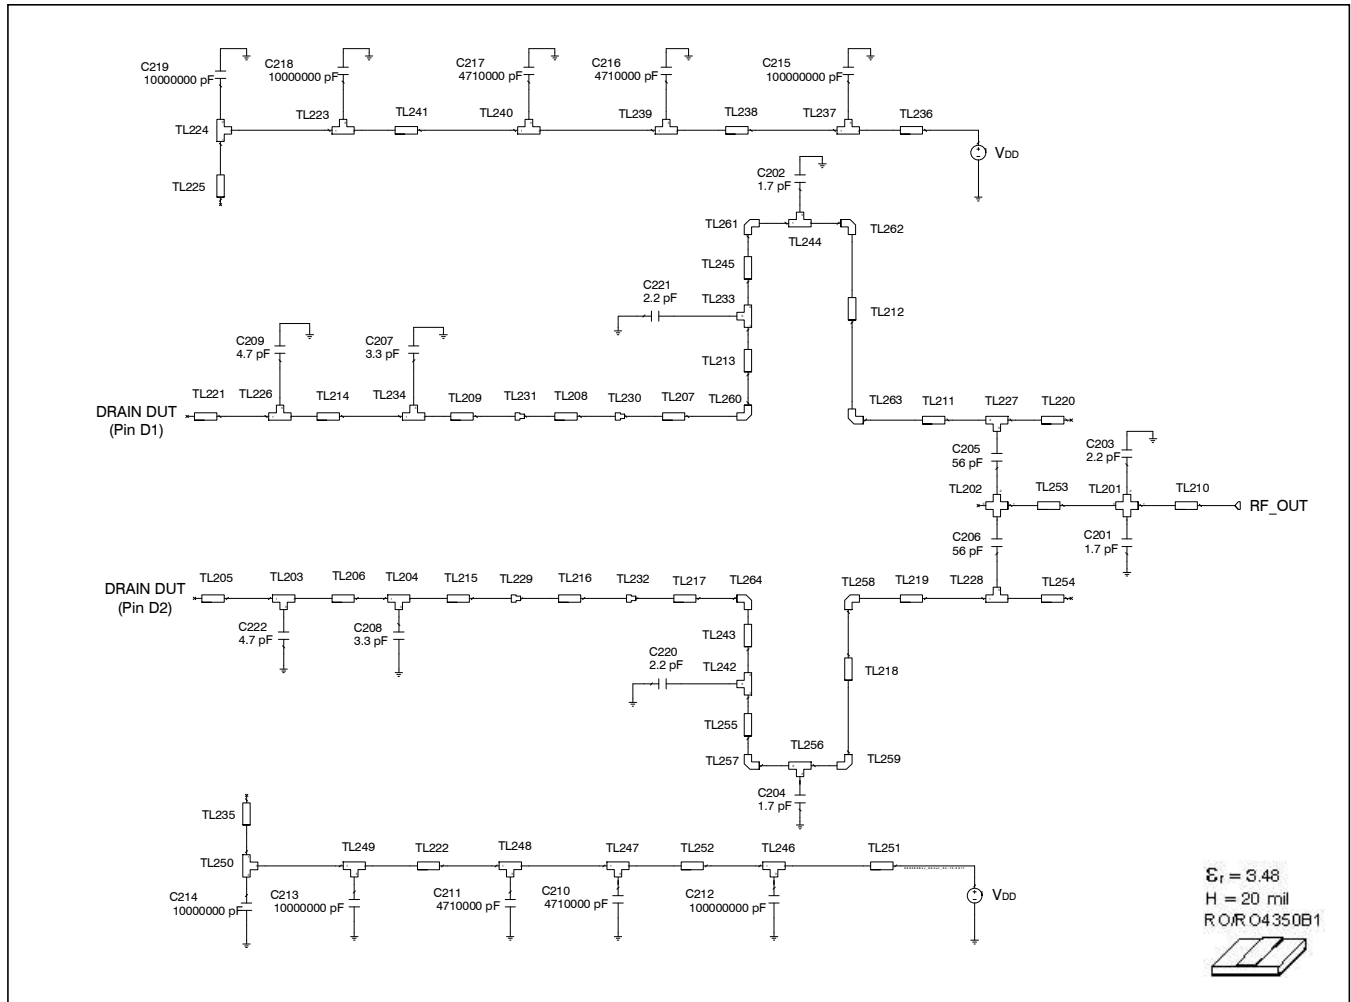 C219
10000000 pF
C218
10000000 pF
C217
4710000 pF
C216
4710000 pF
C215
100000000 pF
TL224
TL223
TL241
TL240
TL239
TL238
TL237
TL236
VDD
TL225
C202
1.7 pF
TL261
TL244
TL262
TL245
C221
2.2 pF
TL233
TL212
C209
4.7 pF
C207
3.3 pF
TL213
DRAIN DUT
(Pin D1)
TL221
TL226
TL214
TL234
TL209
TL231
TL208
TL230
TL207
TL260
TL263
TL211
TL227
TL220
C205
56 pF
C203
2.2 pF
TL202
TL253
TL201
TL210
RF_OUT
C206
56 pF
C201
1.7 pF
DRAIN DUT
(Pin D2)
TL205
TL203
TL206
TL204
TL215
TL229
TL216
TL232
TL217
TL264
TL258
TL219
TL228
TL254
C222
4.7 pF
C208
3.3 pF
TL243
C220
2.2 pF
TL242
TL218
TL255
TL257
TL256
TL259
C204
1.7 pF
TL235
TL250
TL249
TL222
TL248
TL247
TL252
TL246
TL251
VDD
C214
10000000 pF
C213
10000000 pF
C211
4710000 pF
C210
4710000 pF
C212
100000000 pF
εr = 3.48
H = 20 mil
RO/RO4350B1